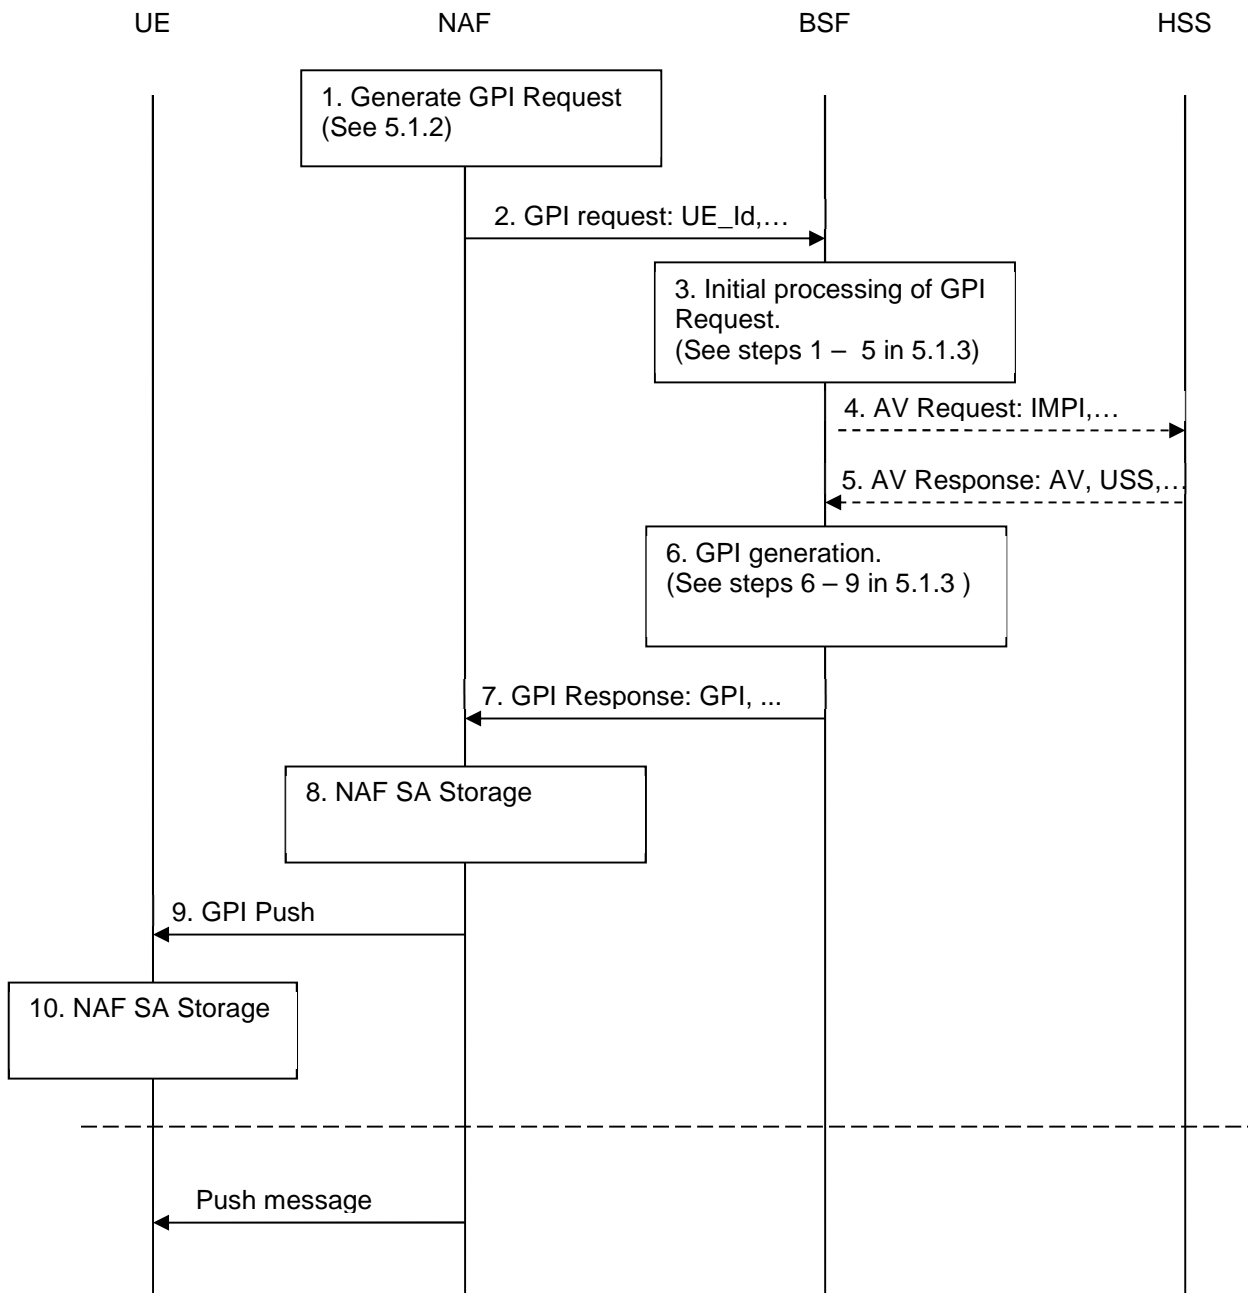 UE NAF BSF HSS
1. Generate GPI Request
(See 5.1.2)
2. GPI request: UE_Id,…
3. Initial processing of GPI
Request.
(See steps 1 – 5 in 5.1.3)
4. AV Request: IMPI,…
5. AV Response: AV, USS,…
6. GPI generation.
(See steps 6 – 9 in 5.1.3 )
7. GPI Response: GPI, ...
8. NAF SA Storage
9. GPI Push
10. NAF SA Storage
Push message